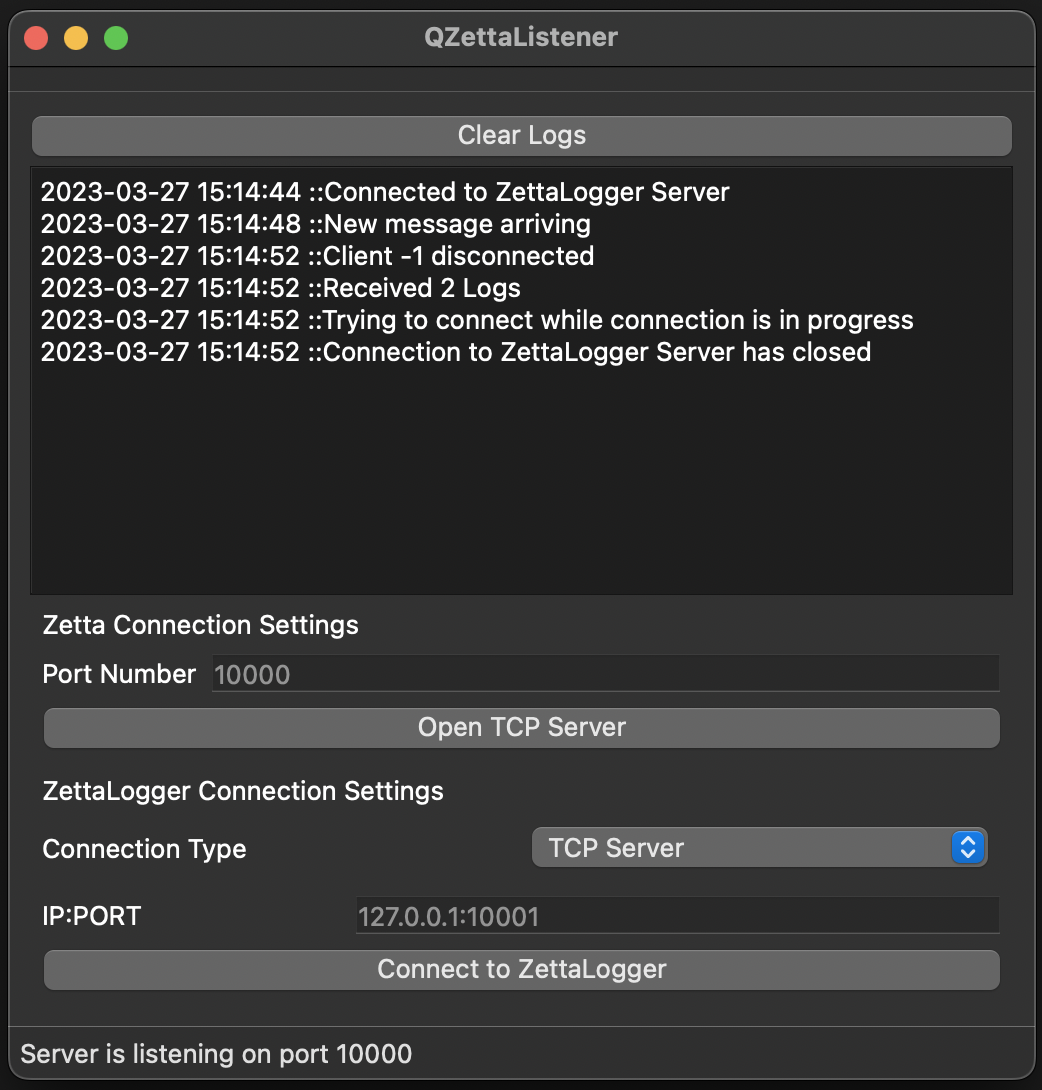 QZettaListener
Clear Logs
2023-03-27 15:14:44 ::Connected to ZettaLogger Server
2023-03-27 15:14:48 ::New message arriving
2023-03-27 15:14:52 ::Client -1 disconnected
2023-03-27 15:14:52 ::Received 2 Logs
2023-03-27 15:14:52 ::Trying to connect while connection is in progress
2023-03-27 15:14:52 ::Connection to ZettaLogger Server has closed
Zetta Connection Settings
Port Number 10000
Open TCP Server
ZettaLogger Connection Settings
Connection Type TCP Server
IP:PORT 127.0.0.1:10001
Connect to ZettaLogger
Server is listening on port 10000